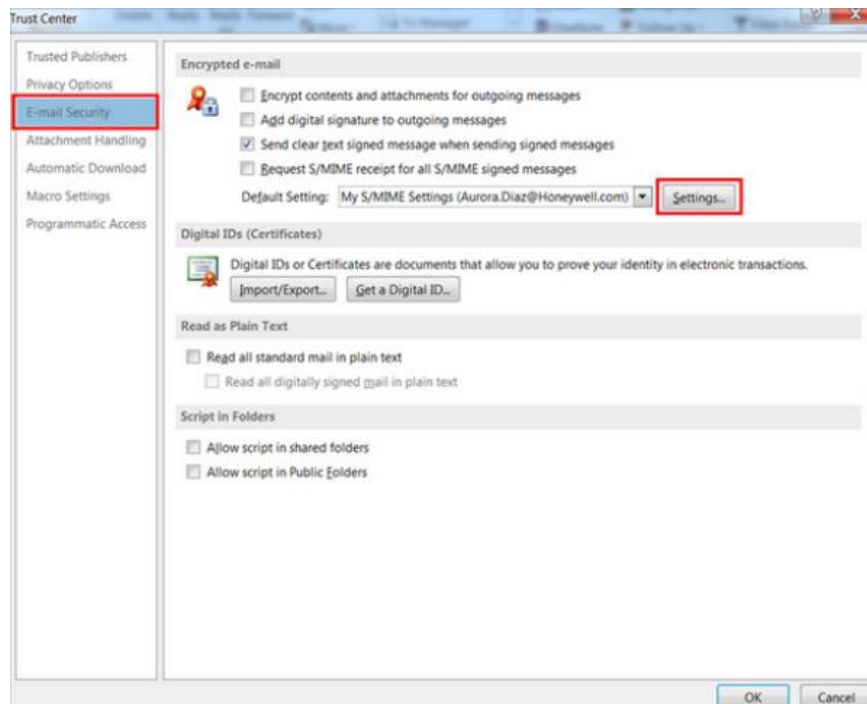 Trust Center
Trusted Publishers
Privacy Options
E-mail Security
Attachment Handling
Automatic Download
Macro Settings
Programmatic Access
Encrypted e-mail
Encrypt contents and attachments for outgoing messages
Add digital signature to outgoing messages
Send clear text signed message when sending signed messages
Request S/MIME receipt for all S/MIME signed messages
Default Setting: My S/MIME Settings (Aurora.Diaz@Honeywell.com) Settings...
Digital IDs (Certificates)
Digital IDs or Certificates are documents that allow you to prove your identity in electronic transactions.
Import/Export... Get a Digital ID...
Read as Plain Text
Read all standard mail in plain text
Read all digitally signed mail in plain text
Script in Folders
Allow script in shared folders
Allow script in Public Folders
OK Cancel